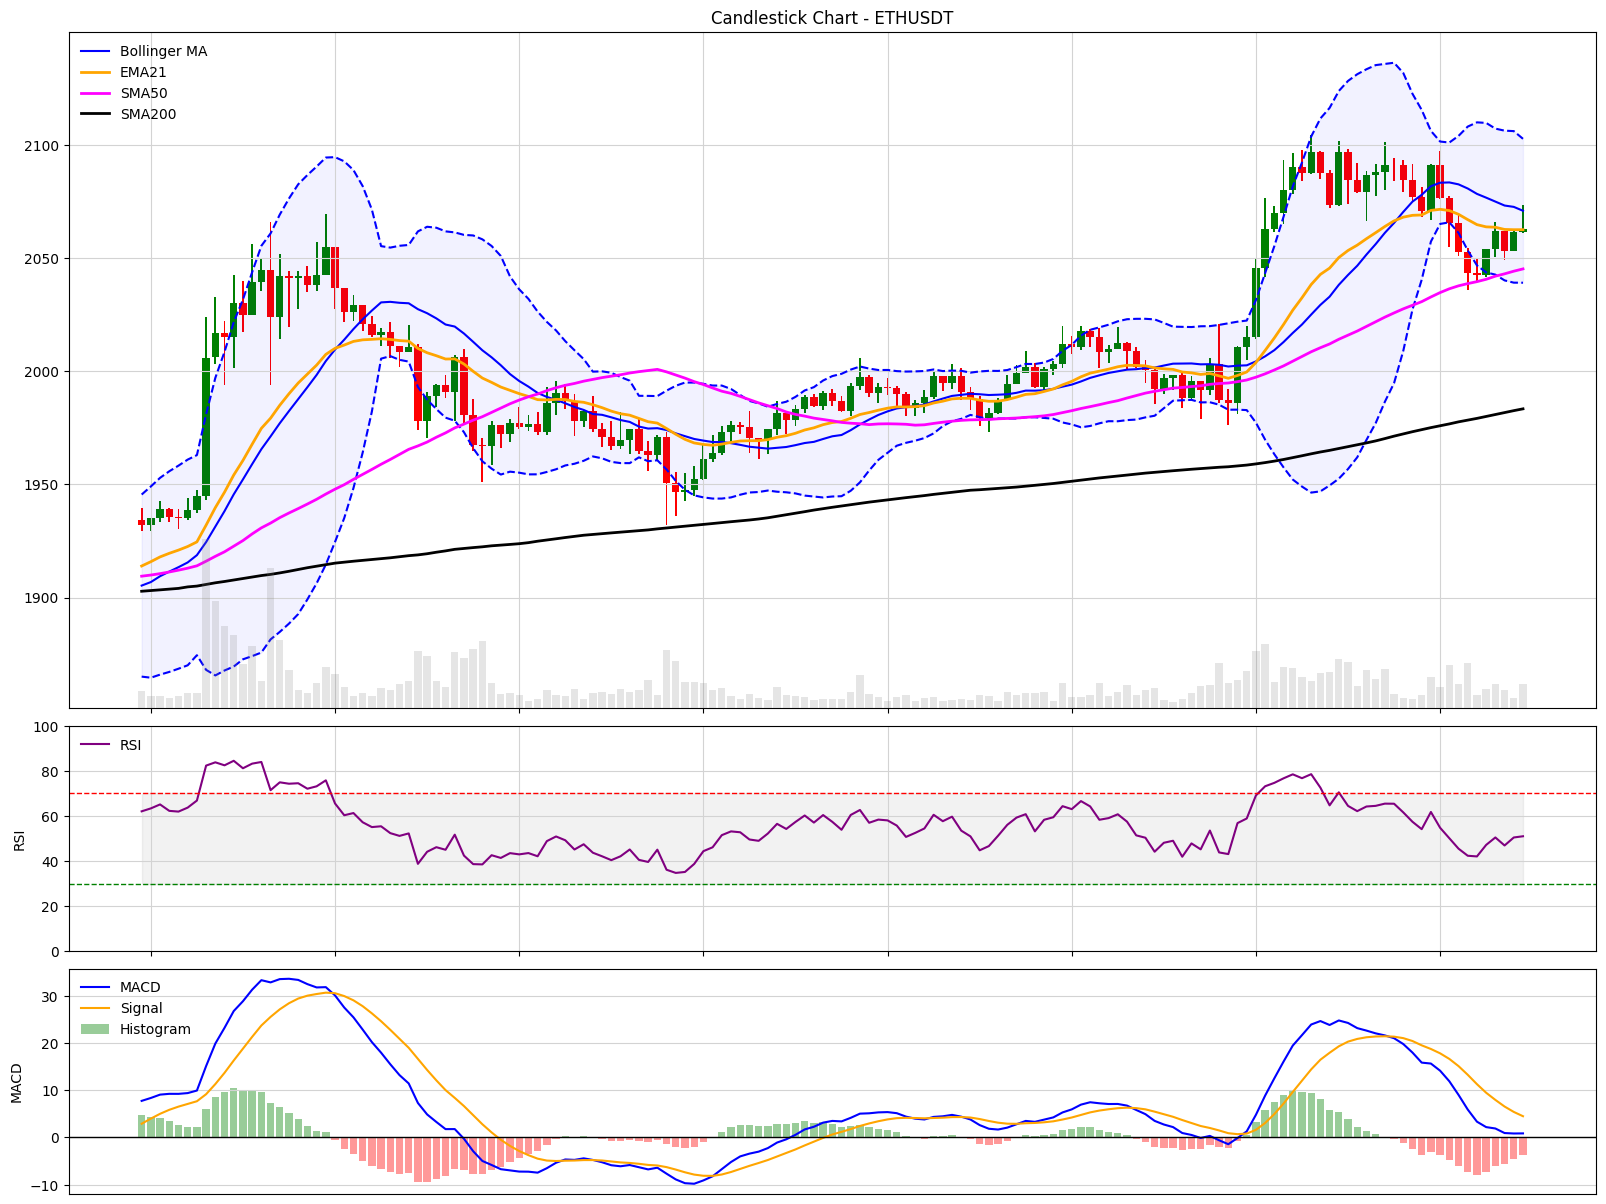 Candlestick Chart - ETHUSDT
Bollinger MA
EMA21
SMA50
SMA200
2100
2050
2000
1950
1900
100
80
60
40
20
0
RSI
RSI
30
20
10
0
−10
MACD
MACD
Signal
Histogram